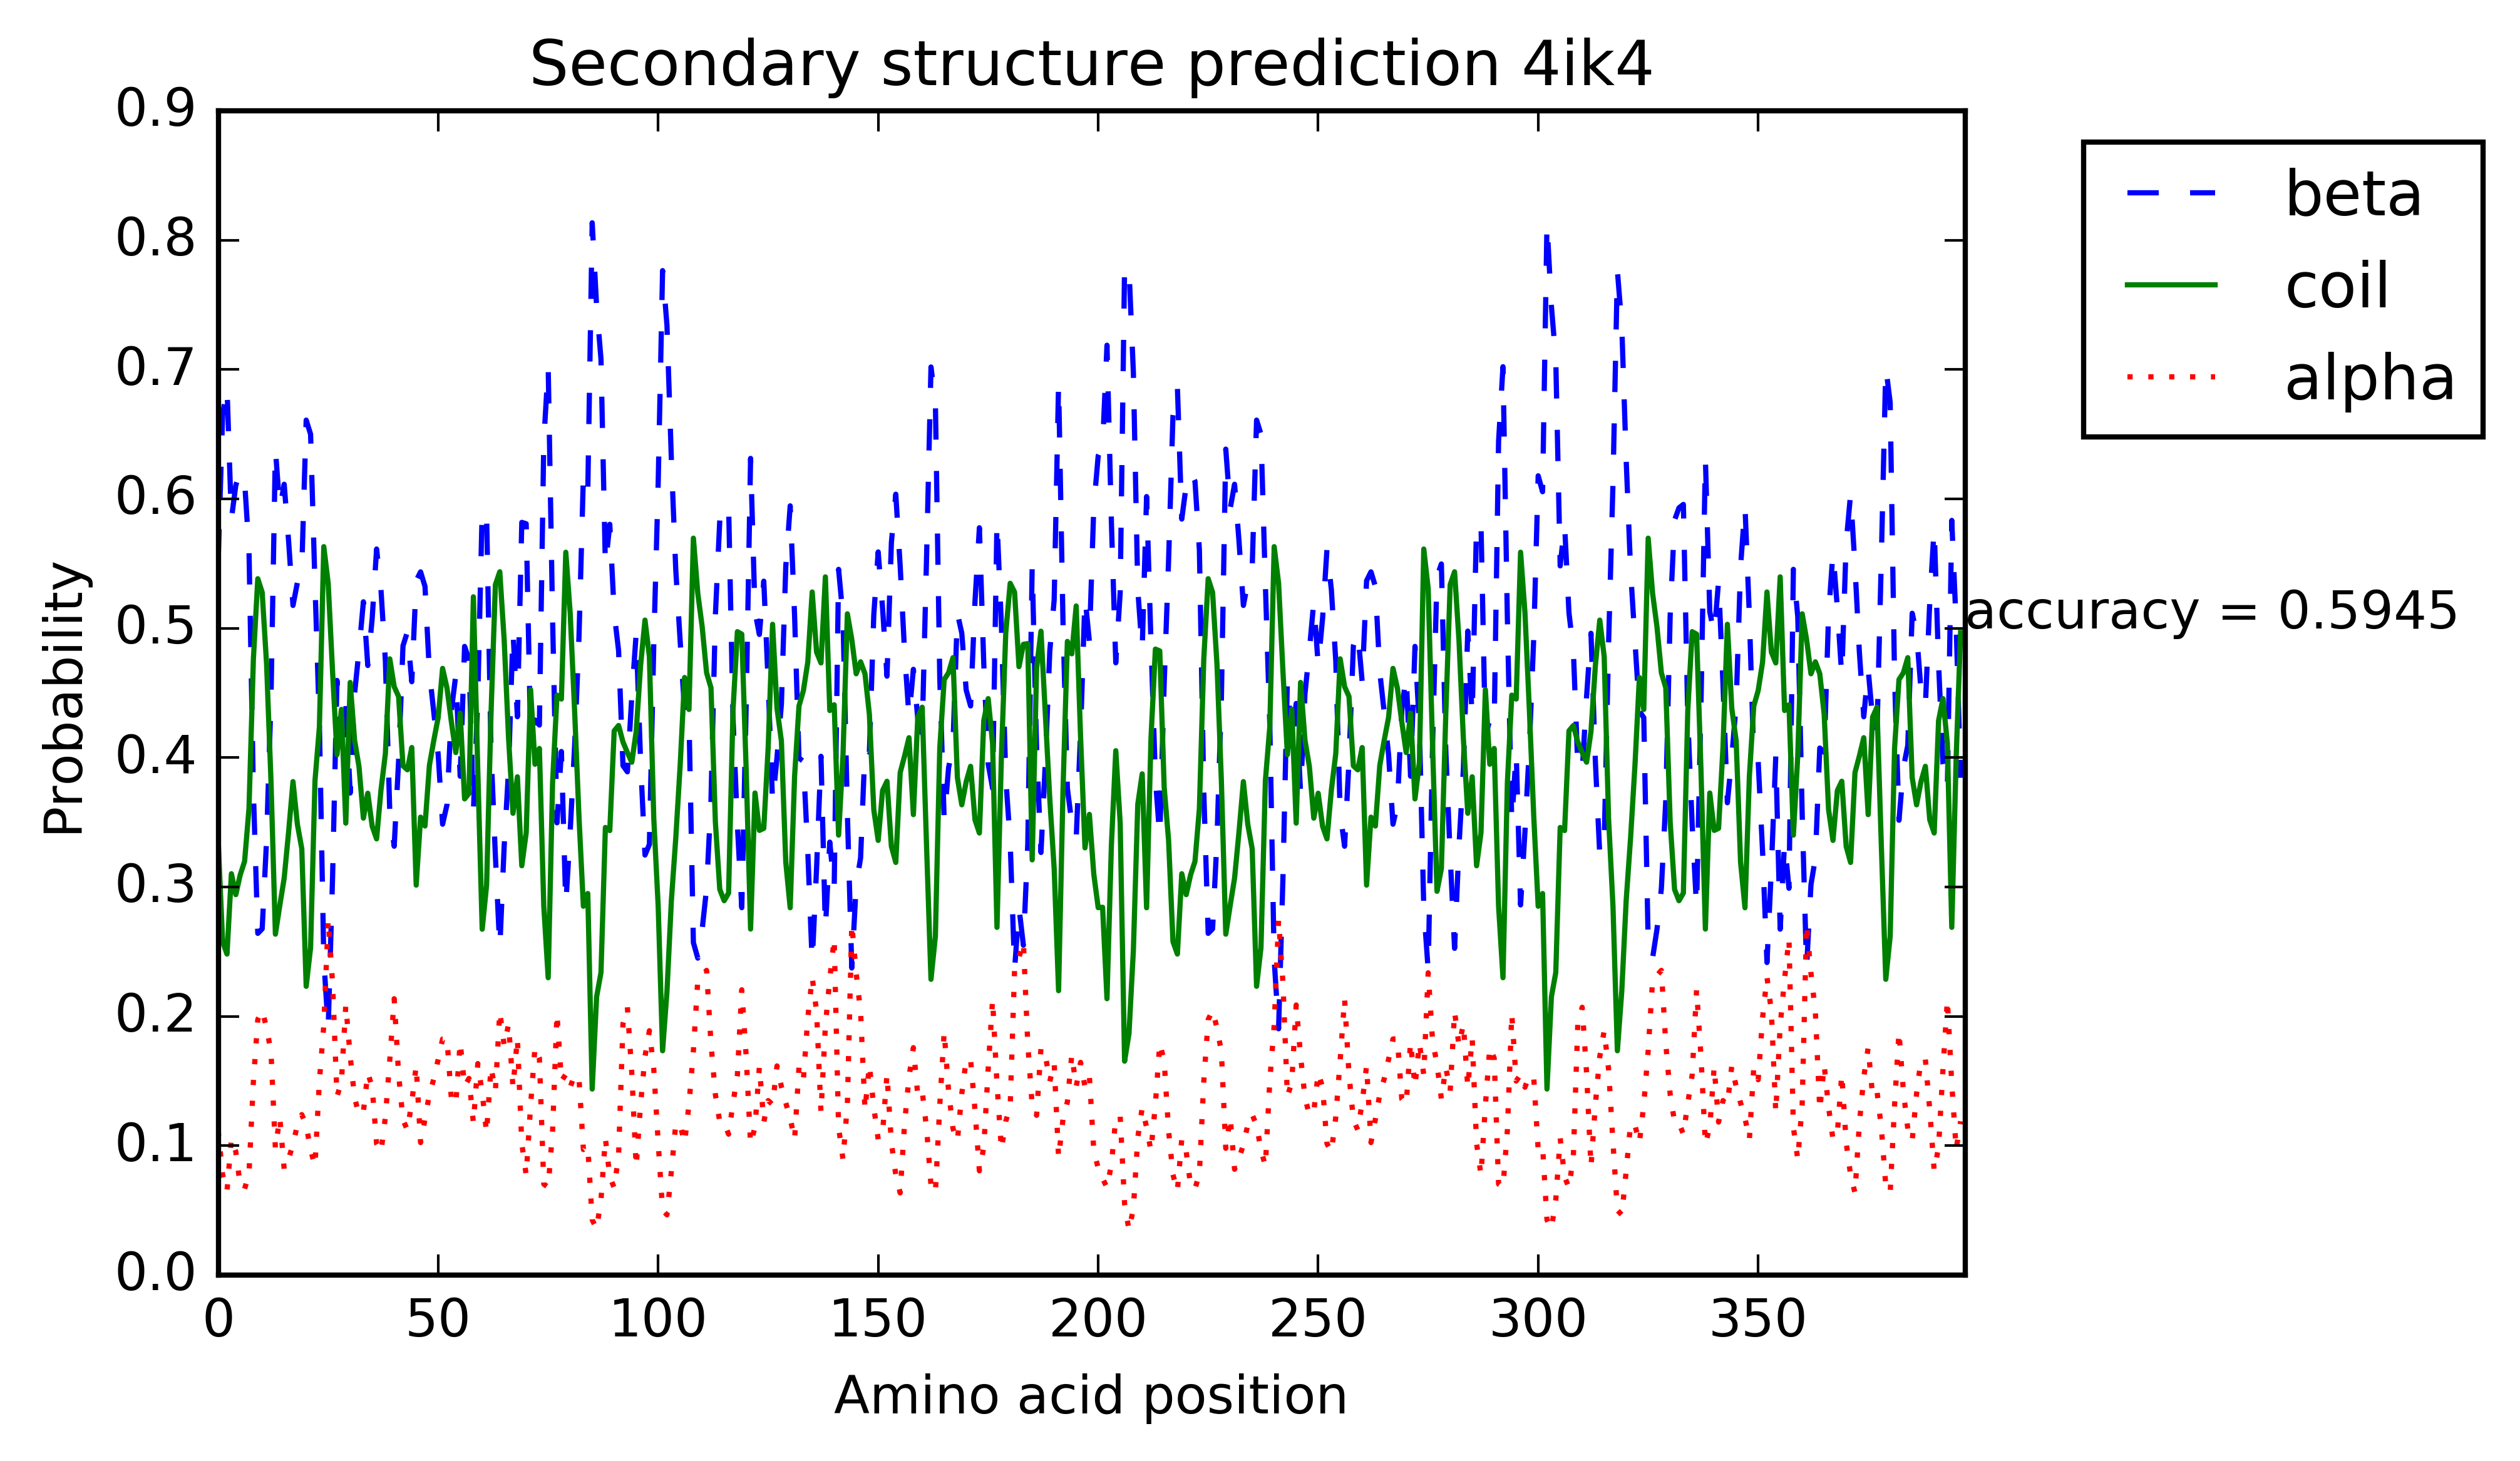 Secondary structure prediction 4ik4
0.9
0.8
0.7
0.6
0.5
0.4
0.3
0.2
0.1
0.0
Probability
0 50 100 150 200 250 300 350
Amino acid position
beta
coil
alpha
accuracy = 0.5945